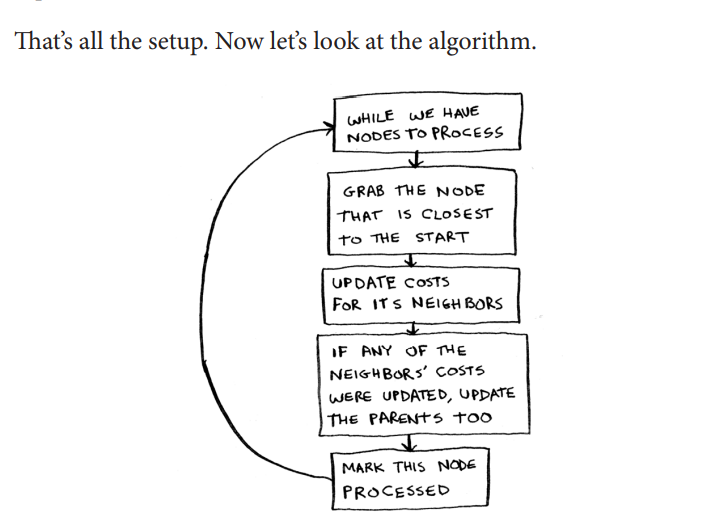 That’s all the setup. Now let’s look at the algorithm.
WHILE WE HAVE
NODES TO PROCESS
GRAB THE NODE
THAT IS CLOSEST
TO THE START
UPDATE COSTS
FOR ITS NEIGHBORS
IF ANY OF THE
NEIGHBORS’ COSTS
WERE UPDATED, UPDATE
THE PARENTS TOO
MARK THIS NODE
PROCESSED